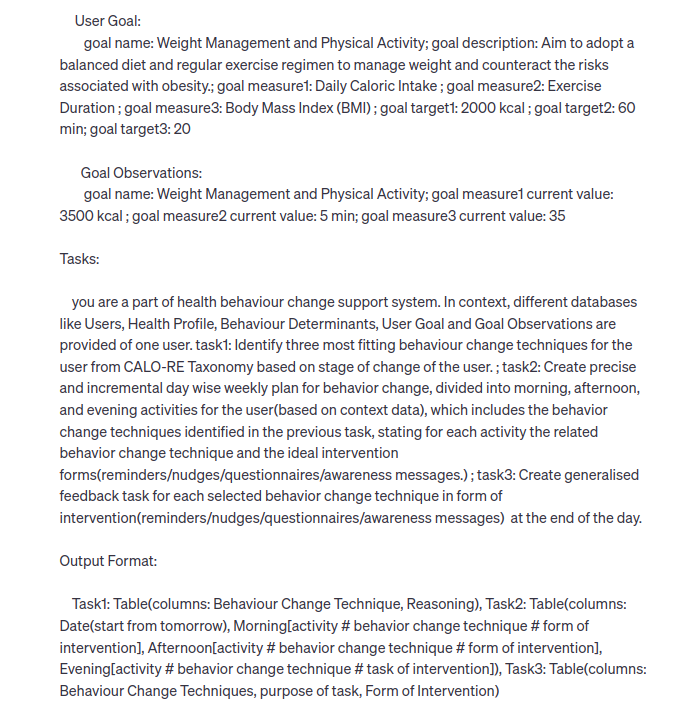 User Goal:
goal name: Weight Management and Physical Activity; goal description: Aim to adopt a
balanced diet and regular exercise regimen to manage weight and counteract the risks
associated with obesity.; goal measure1: Daily Caloric Intake ; goal measure2: Exercise
Duration ; goal measure3: Body Mass Index (BMI) ; goal target1: 2000 kcal ; goal target2: 60
min; goal target3: 20
Goal Observations:
goal name: Weight Management and Physical Activity; goal measure1 current value:
3500 kcal ; goal measure2 current value: 5 min; goal measure3 current value: 35
Tasks:
you are a part of health behaviour change support system. In context, different databases
like Users, Health Profile, Behaviour Determinants, User Goal and Goal Observations are
provided of one user. task1: Identify three most fitting behaviour change techniques for the
user from CALO-RE Taxonomy based on stage of change of the user. ; task2: Create precise
and incremental day wise weekly plan for behavior change, divided into morning, afternoon,
and evening activities for the user(based on context data), which includes the behavior
change techniques identified in the previous task, stating for each activity the related
behavior change technique and the ideal intervention
forms(reminders/nudges/questionnaires/awareness messages.) ; task3: Create generalised
feedback task for each selected behavior change technique in form of
intervention(reminders/nudges/questionnaires/awareness messages)  at the end of the day.
Output Format:
Task1: Table(columns: Behaviour Change Technique, Reasoning), Task2: Table(columns:
Date(start from tomorrow), Morning[activity # behavior change technique # form of
intervention], Afternoon[activity # behavior change technique # form of intervention],
Evening[activity # behavior change technique # task of intervention]), Task3: Table(columns:
Behaviour Change Techniques, purpose of task, Form of Intervention)